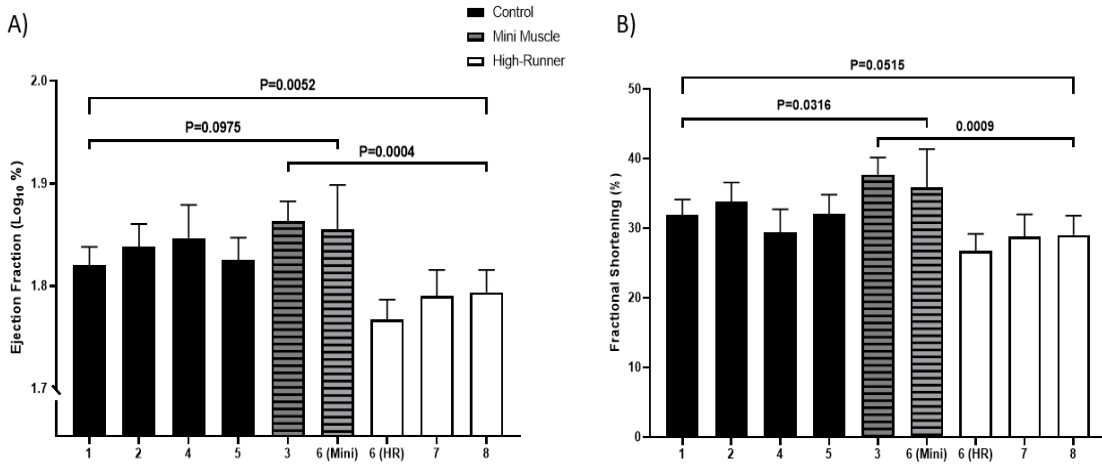 A)
Control
Mini Muscle
High-Runner
B)
Ejection Fraction (Log10 %)
2.0
1.9
1.8
1.7
P=0.0052
P=0.0975
P=0.0004
1 2 4 5 3 6 (Mini) 6 (HR) 7 8
Fractional Shortening (%)
50
40
30
20
10
0
P=0.0515
P=0.0316
0.0009
1 2 4 5 3 6 (Mini) 6 (HR) 7 8